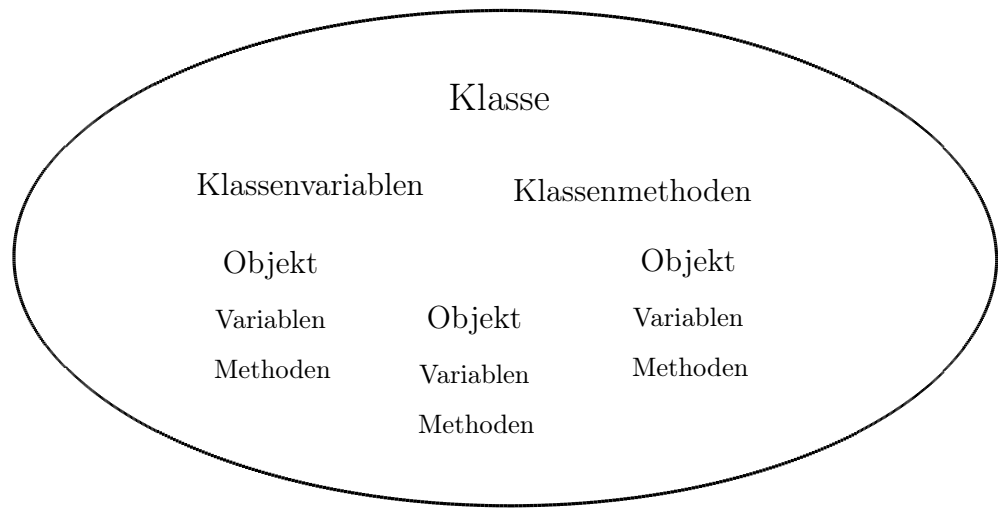 Klasse
Klassenvariablen
Klassenmethoden
Objekt
Variablen
Methoden
Objekt
Variablen
Methoden
Objekt
Variablen
Methoden